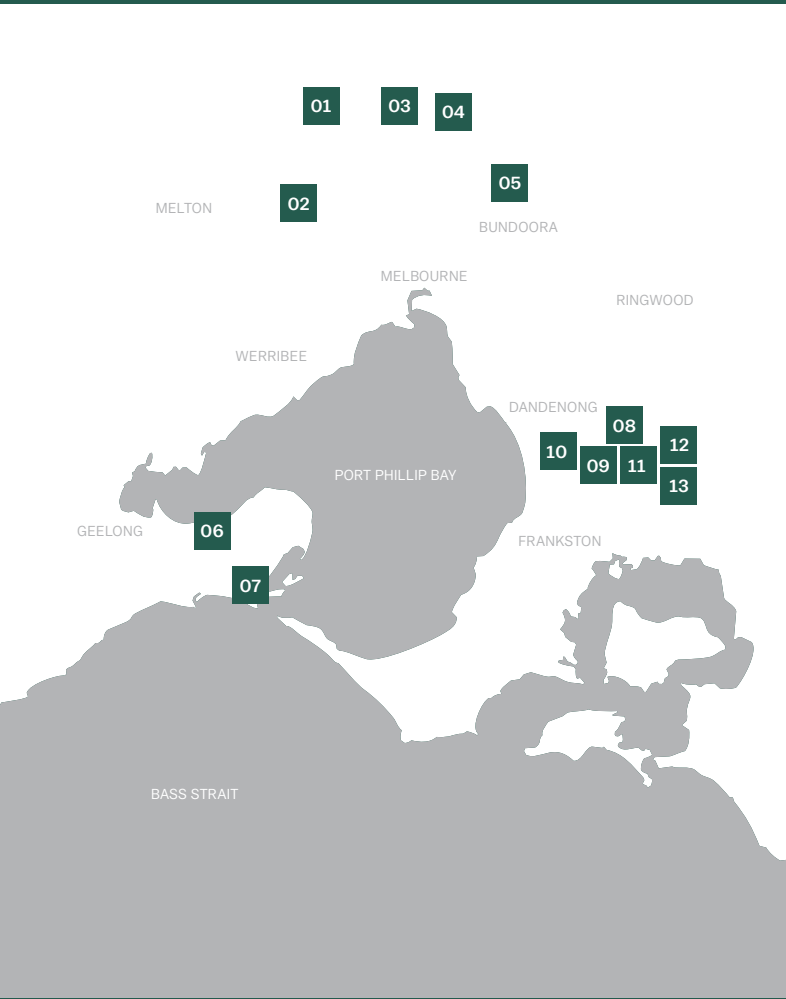 01
03
04
05
02
MELTON
BUNDOORA
MELBOURNE
RINGWOOD
WERRIBEE
DANDENONG
08
10
12
09
11
PORT PHILLIP BAY
13
GEELONG
06
FRANKSTON
07
BASS STRAIT